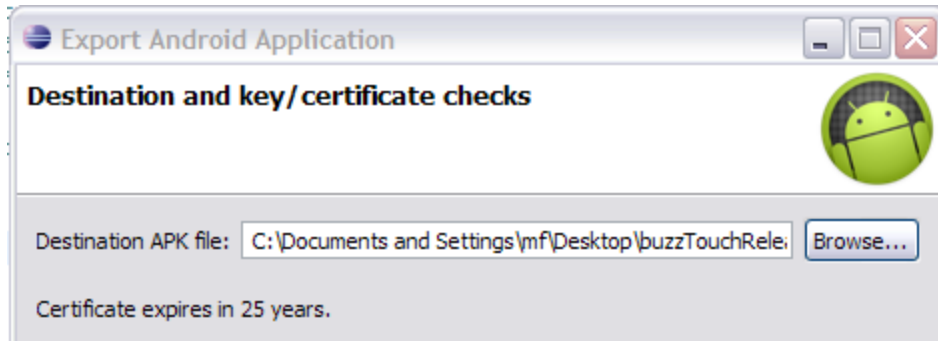 Export Android Application
Destination and key/certificate checks
Destination APK file: C:\Documents and Settings\mf\Desktop\buzzTouchRelea Browse...
Certificate expires in 25 years.